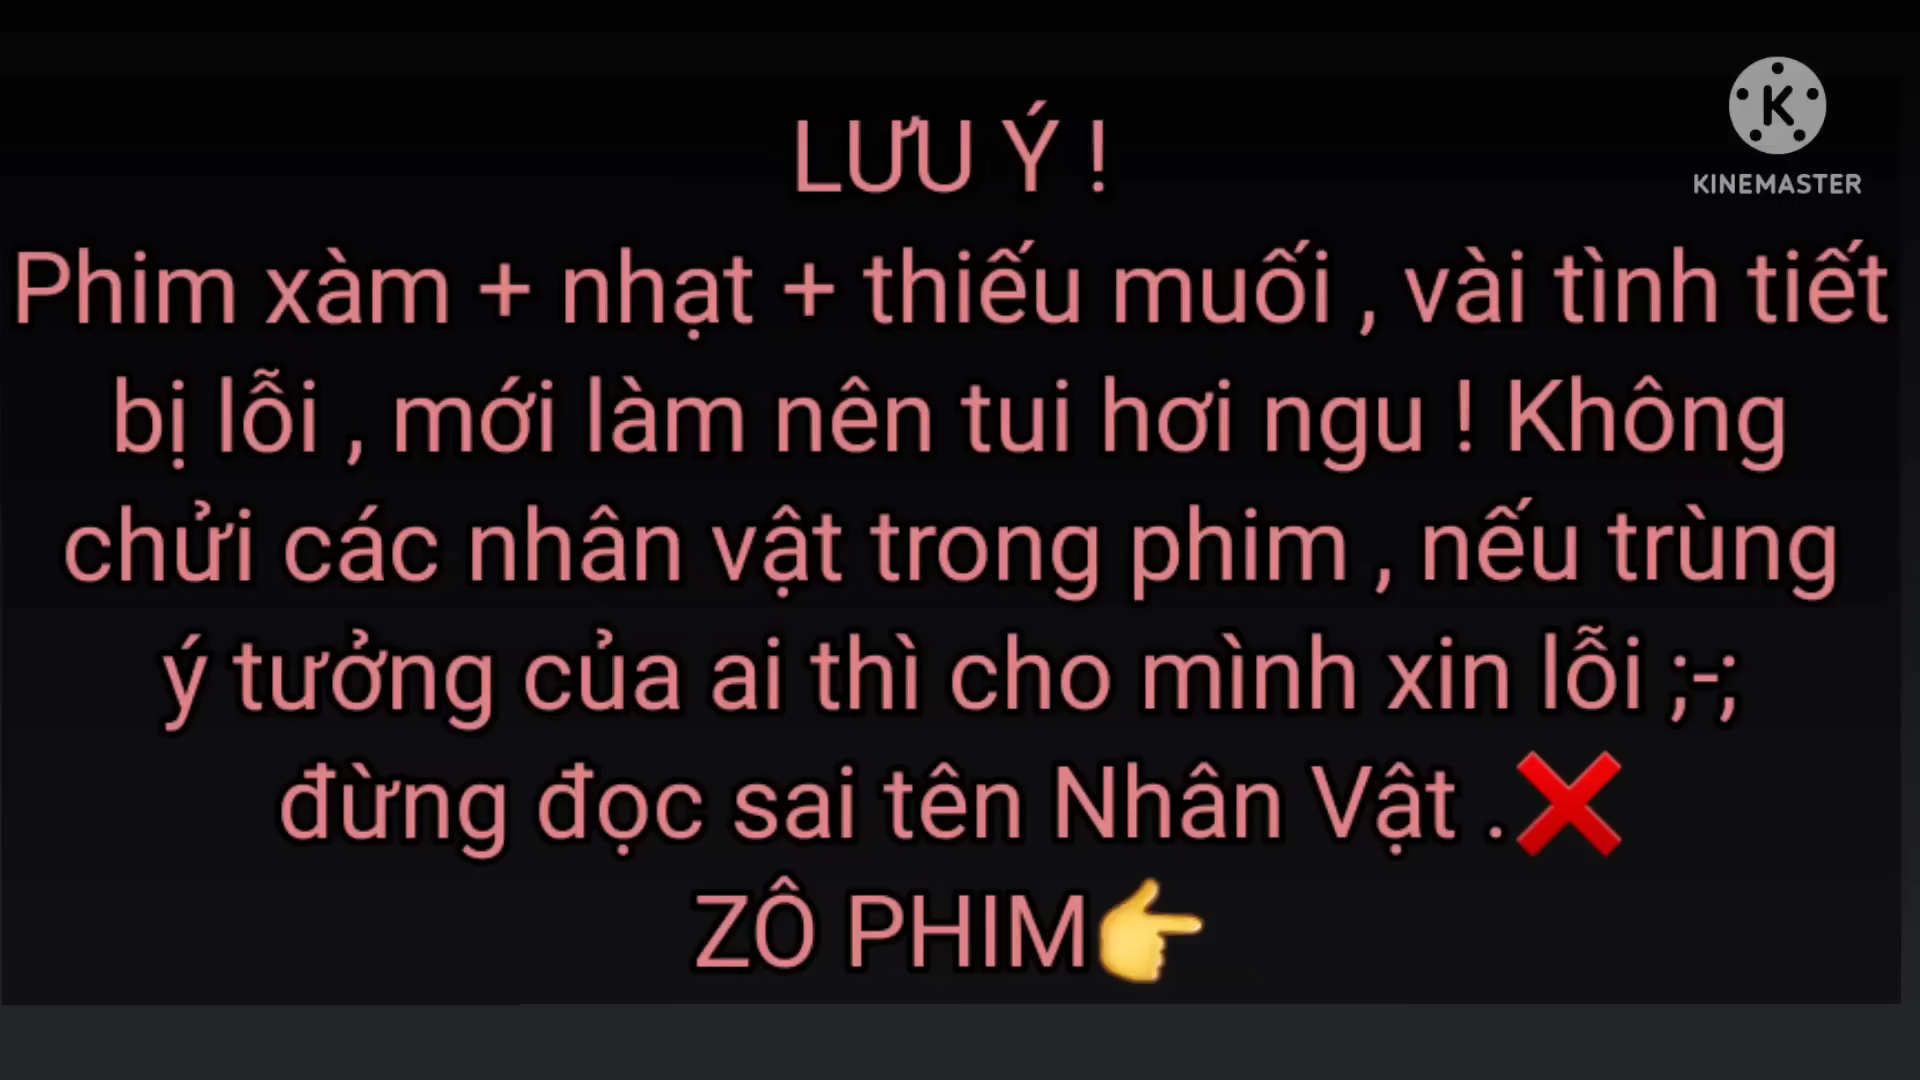 LƯU Ý !
KINEMASTER
Phim xàm + nhạt + thiếu muối , vài tình tiết
bị lỗi , mới làm nên tui hơi ngu ! Không
chửi các nhân vật trong phim , nếu trùng
ý tưởng của ai thì cho mình xin lỗi ;-;
đừng đọc sai tên Nhân Vật .❌
ZÔ PHIM👉